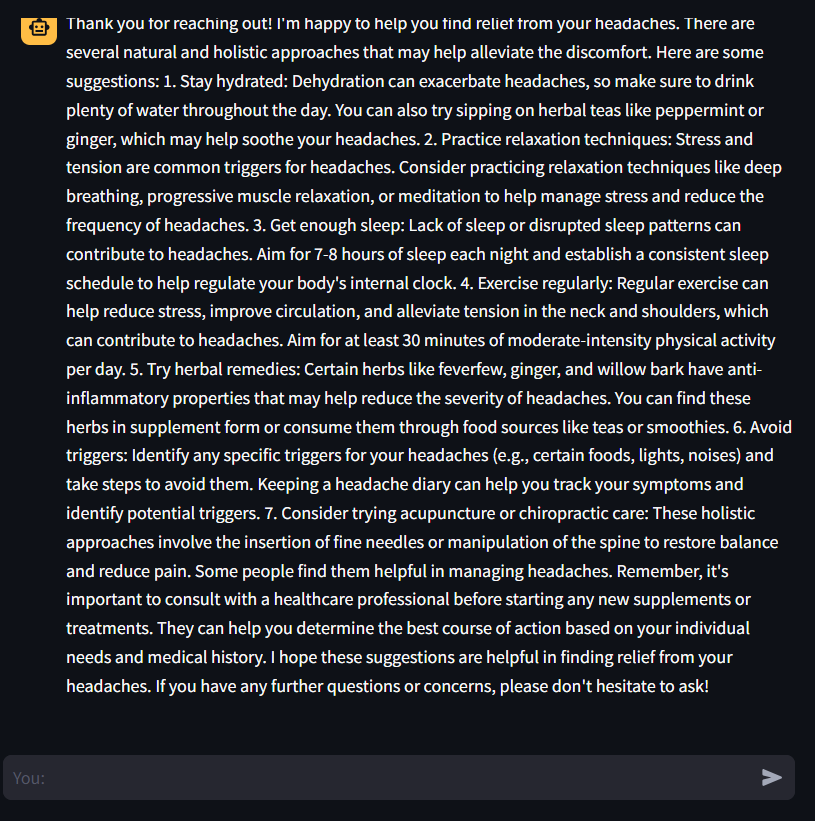 Thank you for reaching out! I'm happy to help you find relief from your headaches. There are
several natural and holistic approaches that may help alleviate the discomfort. Here are some
suggestions: 1. Stay hydrated: Dehydration can exacerbate headaches, so make sure to drink
plenty of water throughout the day. You can also try sipping on herbal teas like peppermint or
ginger, which may help soothe your headaches. 2. Practice relaxation techniques: Stress and
tension are common triggers for headaches. Consider practicing relaxation techniques like deep
breathing, progressive muscle relaxation, or meditation to help manage stress and reduce the
frequency of headaches. 3. Get enough sleep: Lack of sleep or disrupted sleep patterns can
contribute to headaches. Aim for 7-8 hours of sleep each night and establish a consistent sleep
schedule to help regulate your body's internal clock. 4. Exercise regularly: Regular exercise can
help reduce stress, improve circulation, and alleviate tension in the neck and shoulders, which
can contribute to headaches. Aim for at least 30 minutes of moderate-intensity physical activity
per day. 5. Try herbal remedies: Certain herbs like feverfew, ginger, and willow bark have anti-
inflammatory properties that may help reduce the severity of headaches. You can find these
herbs in supplement form or consume them through food sources like teas or smoothies. 6. Avoid
triggers: Identify any specific triggers for your headaches (e.g., certain foods, lights, noises) and
take steps to avoid them. Keeping a headache diary can help you track your symptoms and
identify potential triggers. 7. Consider trying acupuncture or chiropractic care: These holistic
approaches involve the insertion of fine needles or manipulation of the spine to restore balance
and reduce pain. Some people find them helpful in managing headaches. Remember, it's
important to consult with a healthcare professional before starting any new supplements or
treatments. They can help you determine the best course of action based on your individual
needs and medical history. I hope these suggestions are helpful in finding relief from your
headaches. If you have any further questions or concerns, please don't hesitate to ask!
You: